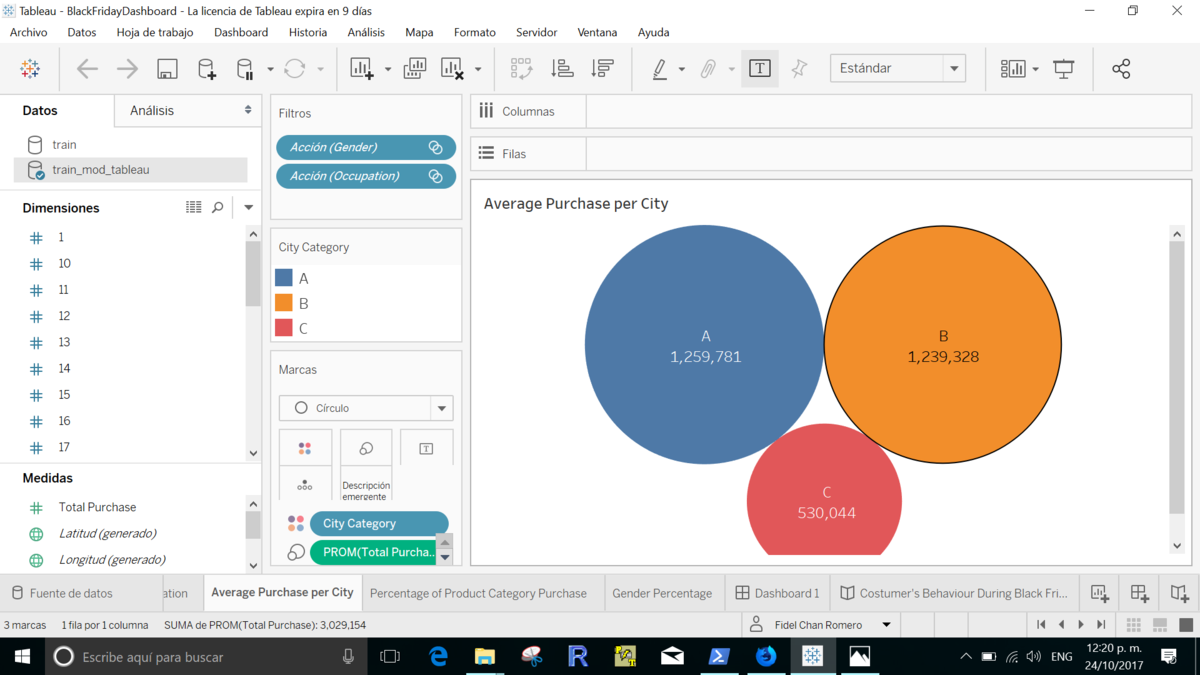 Tableau - BlackFridayDashboard - La licencia de Tableau expira en 9 días
Archivo Datos Hoja de trabajo Dashboard Historia Análisis Mapa Formato Servidor Ventana Ayuda
Estándar
Datos Análisis
train
train_mod_tableau
Dimensiones
1
10
11
12
13
14
15
16
17
Medidas
Total Purchase
Latitud (generado)
Longitud (generado)
Filtros
Acción (Gender)
Acción (Occupation)
City Category
A
B
C
Marcas
Círculo
Descripción
emergente
City Category
PROM(Total Purcha..
Columnas
Filas
Average Purchase per City
A
1,259,781
B
1,239,328
C
530,044
Fuente de datos ation Average Purchase per City Percentage of Product Category Purchase Gender Percentage Dashboard 1 Costumer's Behaviour During Black Fri...
3 marcas 1 fila por 1 columna SUMA de PROM(Total Purchase): 3,029,154 Fidel Chan Romero
Escribe aquí para buscar
ENG
12:20 p. m.
24/10/2017